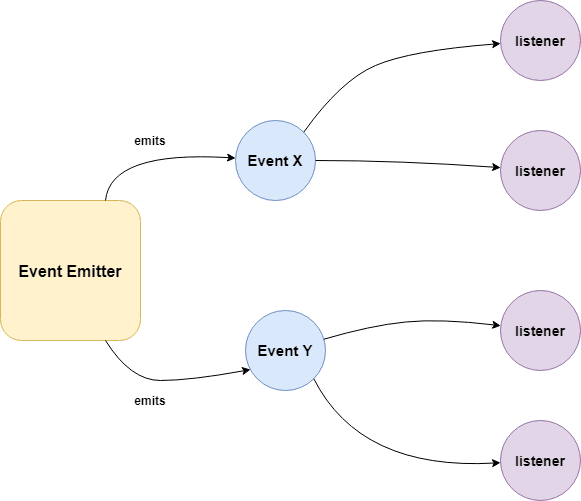 listener
emits
Event X
listener
Event Emitter
listener
Event Y
emits
listener